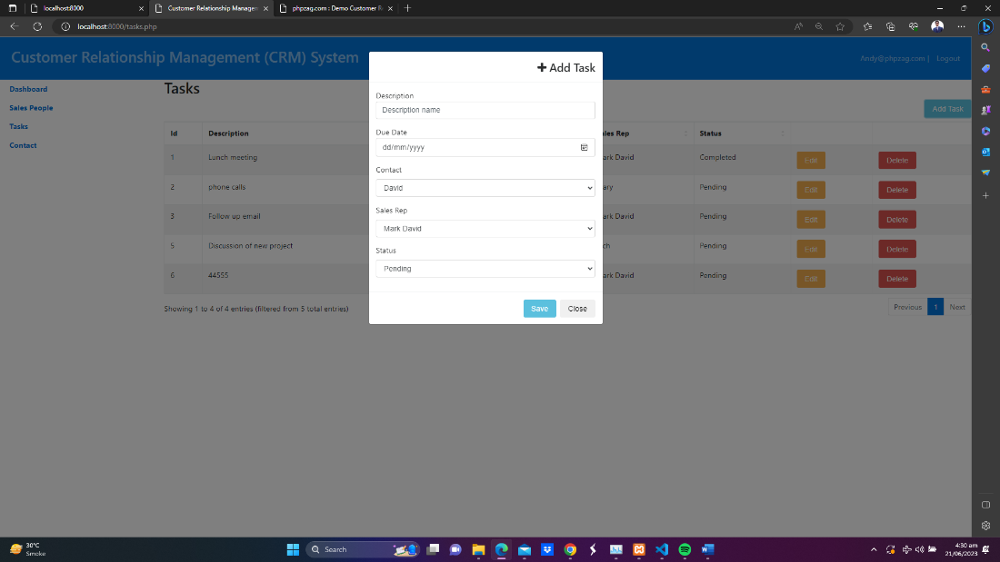 localhost:8000
Customer Relationship Manager
phpzag.com : Demo Customer R
localhost:8000/tasks.php
Customer Relationship Management (CRM) System
Andy@phpzag.com | Logout
Dashboard
Sales People
Tasks
Contact
Tasks
Add Task
Id Description Sales Rep Status
1 Lunch meeting Mark David Completed Edit Delete
2 phone calls ary Pending Edit Delete
3 Follow up email Mark David Pending Edit Delete
5 Discussion of new project ch Pending Edit Delete
6 44555 Mark David Pending Edit Delete
Showing 1 to 4 of 4 entries (filtered from 5 total entries)
Previous 1 Next
Add Task
Description
Description name
Due Date
dd/mm/yyyy
Contact
David
Sales Rep
Mark David
Status
Pending
Save Close
30°C
Smoke
Search
4:30 am
21/06/2023